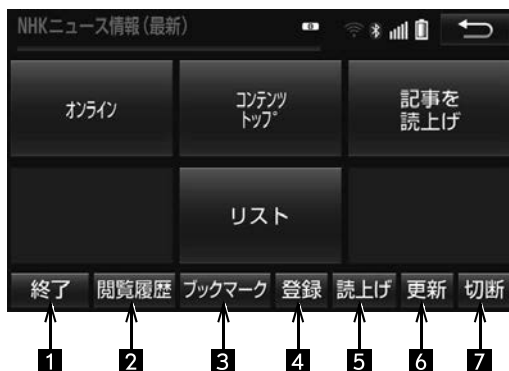 NHKニュース情報(最新)
オンライン
コンテンツ
トップ
記事を
読上げ
リスト
終了 閲覧履歴 ブックマーク 登録 読上げ 更新 切断
1 2 3 4 5 6 7